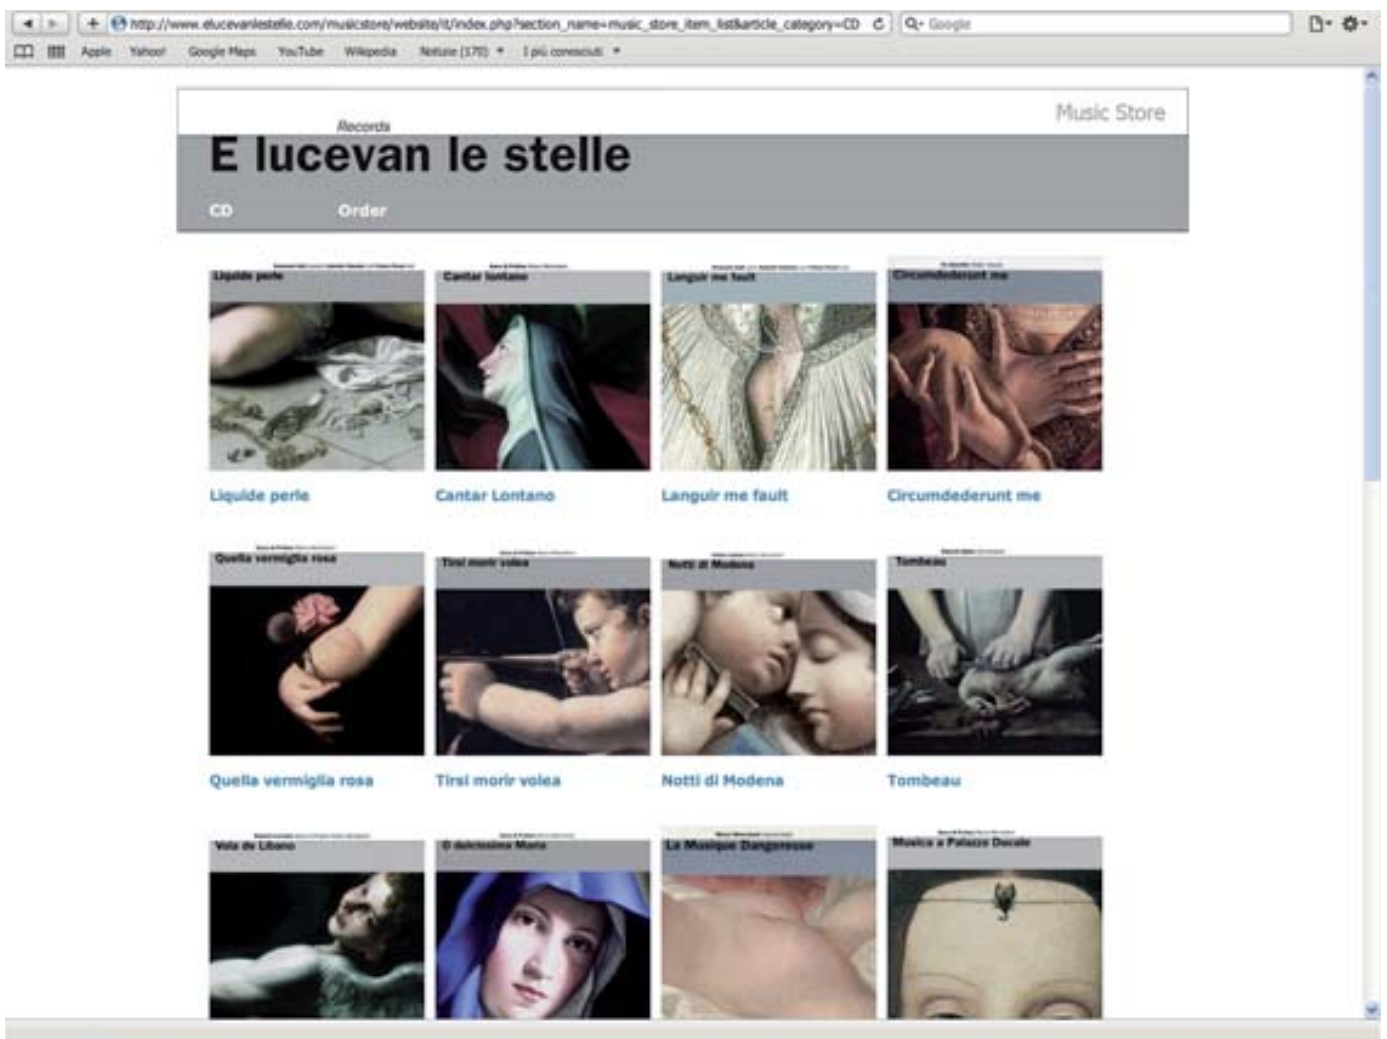 http://www.elucevanlestelle.com/musicstore/website/it/index.php?section_name=music_store_item_list&article_category=CD
Google
Apple Yahoo! Google Maps YouTube Wikipedia Notizie (170) I più conosciuti
Music Store
Records
E lucevan le stelle
CD Order
Liquide perle Cantar lontano Languir me fault Circumdederunt me
Liquide perle Cantar Lontano Languir me fault Circumdederunt me
Quella vermiglia rosa Tirsi morir volea Notti di Modena Tombeau
Quella vermiglia rosa Tirsi morir volea Notti di Modena Tombeau
Vola de Libano O dulcissima Maria La Musique Dangereuse Musica a Palazzo Ducale